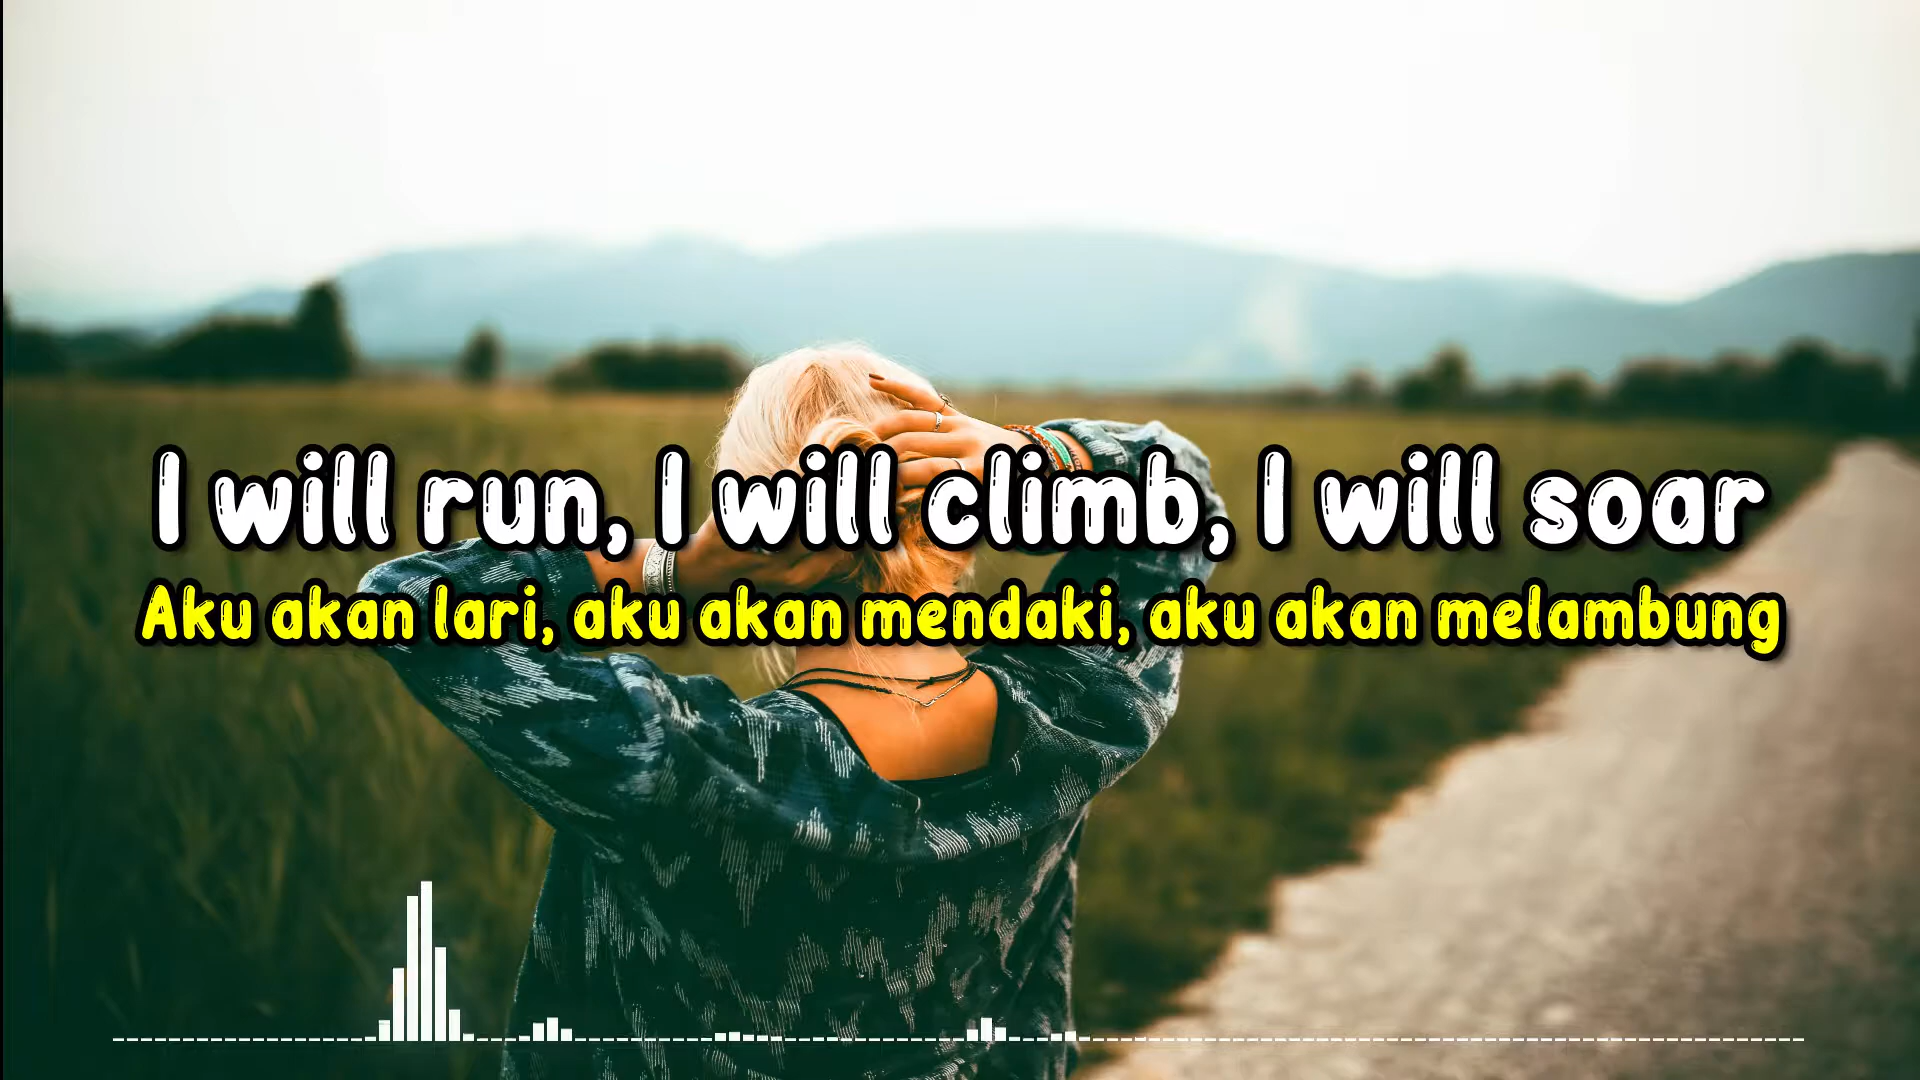 I will run, I will climb, I will soar
Aku akan lari, aku akan mendaki, aku akan melambung